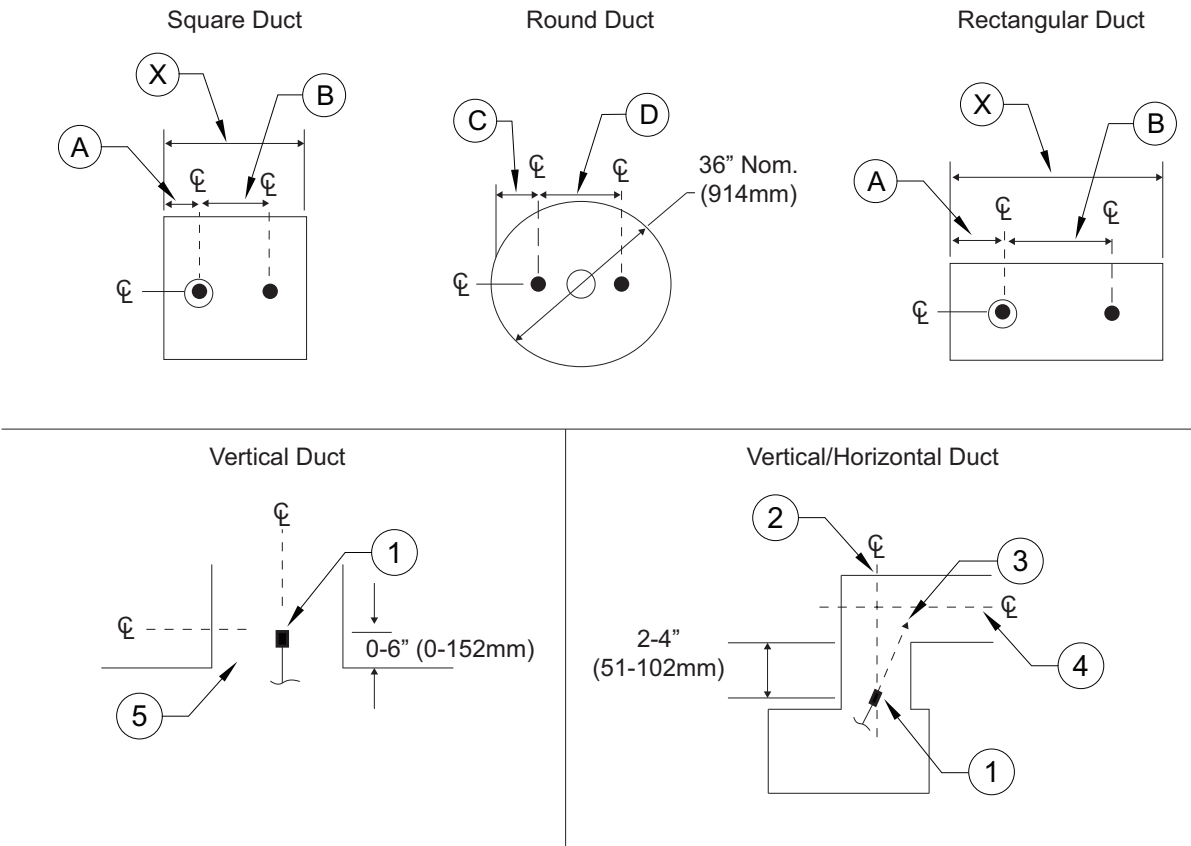 Square Duct
Round Duct
Rectangular Duct
X
B
A
℄
℄
℄
C
D
℄
℄
36” Nom.
(914mm)
℄
X
B
A
℄
℄
℄
Vertical Duct
℄
1
℄
0-6” (0-152mm)
5
Vertical/Horizontal Duct
2
℄
3
℄
2-4”
(51-102mm)
4
1